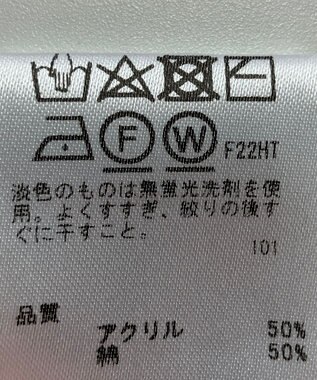 F
W
F22HT
淡色のものは無蛍光洗剤を使
用。よくすすぎ、絞りの後す
ぐに干すこと。
101
品質
アクリル 50%
綿 50%